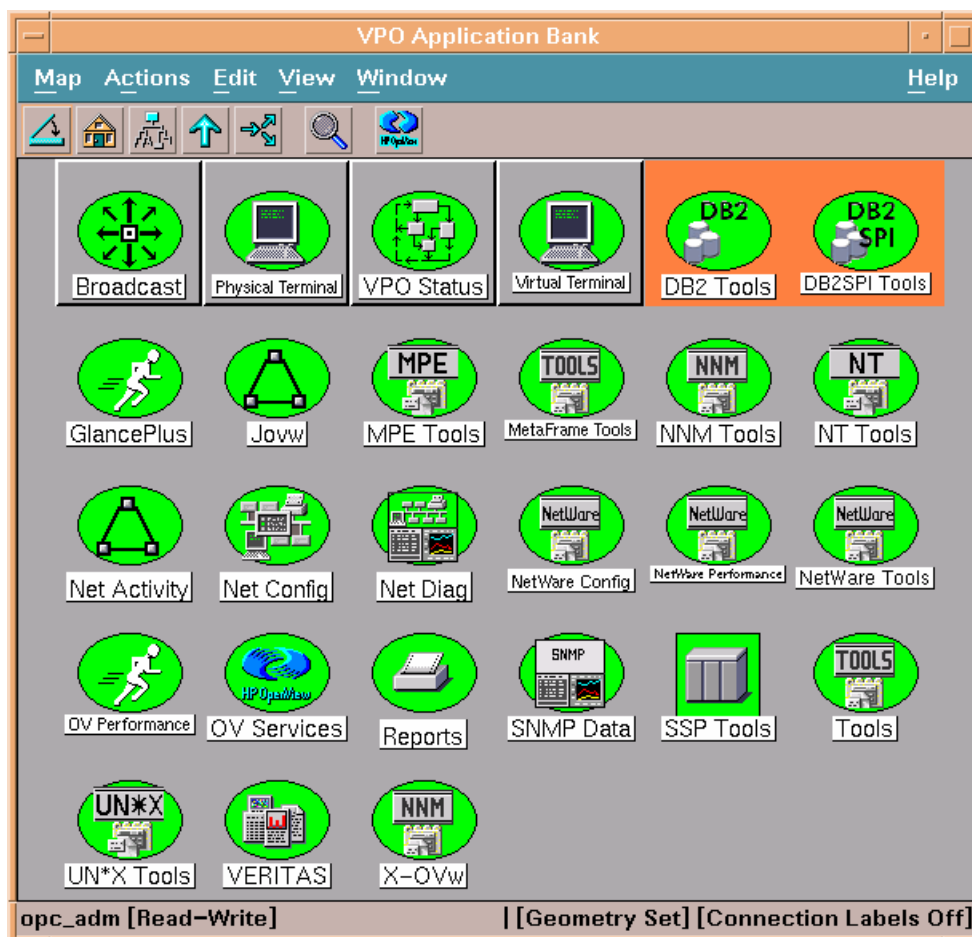 VPO Application Bank
Map Actions Edit View Window Help
HP OpenView
DB2 DB2
SPI
Broadcast Physical Terminal VPO Status Virtual Terminal DB2 Tools DB2SPI Tools
MPE TOOLS NNM NT
GlancePlus Jovw MPE Tools MetaFrame Tools NNM Tools NT Tools
NetWare NetWare NetWare
Net Activity Net Config Net Diag NetWare Config NetWare Performance NetWare Tools
SNMP TOOLS
HP OpenView
OV Performance OV Services Reports SNMP Data SSP Tools Tools
UN*X NNM
UN*X Tools VERITAS X-OVw
opc_adm [Read-Write] [Geometry Set] [Connection Labels Off]